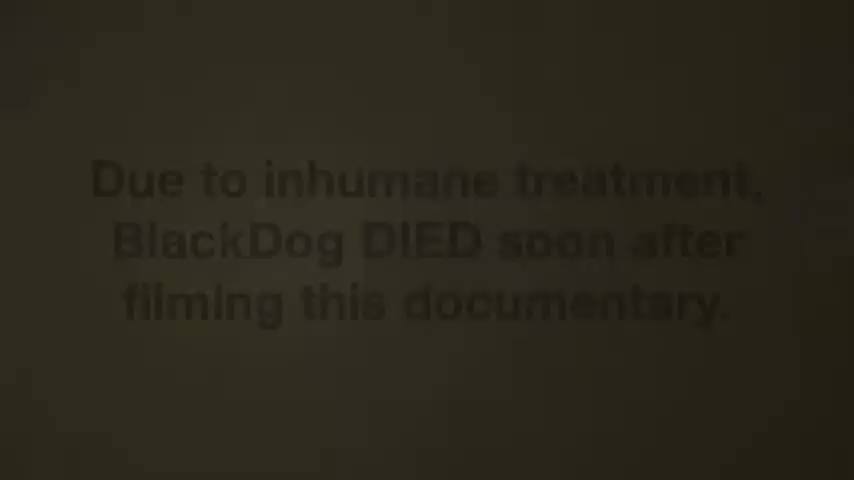 Due to inhumane treatment,
BlackDog DIED soon after
filming this documentary.